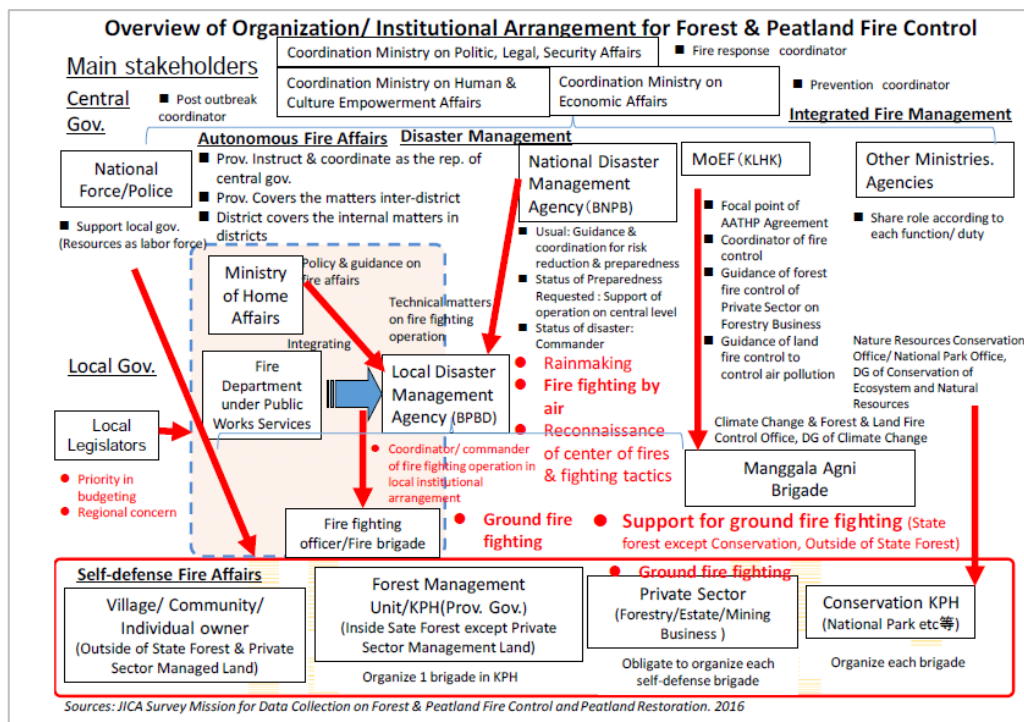 Overview of Organization/ Institutional Arrangement for Forest & Peatland Fire Control
Main stakeholders
Coordination Ministry on Politic, Legal, Security Affairs
■ Fire response coordinator
Coordination Ministry on Human &
Culture Empowerment Affairs
Coordination Ministry on
Economic Affairs
■ Prevention coordinator
Central
Gov.
■ Post outbreak
coordinator
Integrated Fire Management
Autonomous Fire Affairs
Disaster Management
National
Force/Police
■ Support local gov.
(Resources as labor force)
■ Prov. Instruct & coordinate as the rep. of
central gov.
■ Prov. Covers the matters inter-district
■ District covers the internal matters in
districts
National Disaster
Management
Agency (BNPB)
■ Usual: Guidance &
coordination for risk
reduction & preparedness
■ Status of Preparedness
Requested : Support of
operation on central level
■ Status of disaster:
Commander
MoEF (KLHK)
■ Focal point of
AATHP Agreement
■ Coordinator of fire
control
■ Guidance of forest
fire control of
Private Sector on
Forestry Business
■ Guidance of land
fire control to
control air pollution
Other Ministries.
Agencies
■ Share role according to
each function/ duty
Ministry
of Home
Affairs
Policy & guidance on
fire affairs
Technical matters
on fire fighting
operation
Integrating
● Rainmaking
● Fire fighting by
air
● Reconnaissance
of center of fires
& fighting tactics
Nature Resources Conservation
Office/ National Park Office,
DG of Conservation of
Ecosystem and Natural
Resources
Local Gov.
Fire
Department
under Public
Works Services
Local Disaster
Management
Agency (BPBD)
Local
Legislators
● Priority in
budgeting
● Regional concern
● Coordinator/ commander
of fire fighting operation in
local institutional
arrangement
Climate Change & Forest & Land Fire
Control Office, DG of Climate Change
Manggala Agni
Brigade
Fire fighting
officer/Fire brigade
● Ground fire
fighting
● Support for ground fire fighting (State
forest except Conservation, Outside of State Forest)
● Ground fire fighting
Self-defense Fire Affairs
Village/ Community/
Individual owner
(Outside of State Forest & Private
Sector Managed Land)
Forest Management
Unit/KPH(Prov. Gov.)
(Inside Sate Forest except Private
Sector Management Land)
Organize 1 brigade in KPH
Private Sector
(Forestry/Estate/Mining
Business )
Obligate to organize each
self-defense brigade
Conservation KPH
(National Park etc等)
Organize each brigade
Sources: JICA Survey Mission for Data Collection on Forest & Peatland Fire Control and Peatland Restoration. 2016